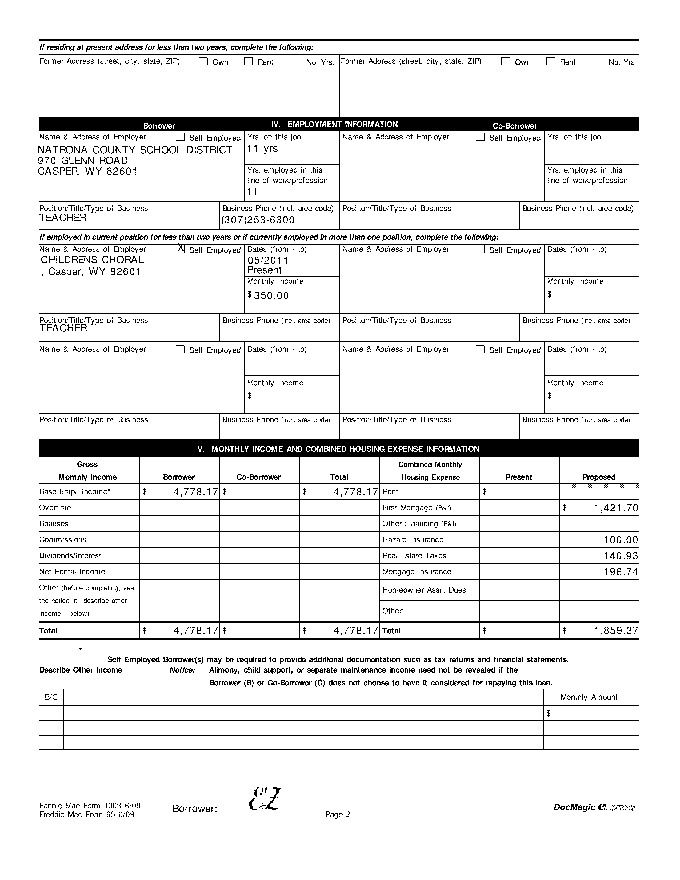 If residing at present address for less than two years, complete the following:
Former Address (street, city, state, ZIP) Own Rent No. Yrs. Former Address (street, city, state, ZIP) Own Rent No. Yrs.
Borrower IV. EMPLOYMENT INFORMATION Co-Borrower
Name & Address of Employer Self Employed Yrs. on this job Name & Address of Employer Self Employed Yrs. on this job
NATRONA COUNTY SCHOOL DISTRICT 11 yrs
970 GLENN ROAD Yrs. employed in this line of work/profession Yrs. employed in this line of work/profession
CASPER, WY 82601
11
Position/Title/Type of Business Business Phone (incl. area code) Position/Title/Type of Business Business Phone (incl. area code)
TEACHER (307)253-6300
If employed in current position for less than two years or if currently employed in more than one position, complete the following:
Name & Address of Employer X Self Employed Dates (from - to) Name & Address of Employer Self Employed Dates (from - to)
CHILDRENS CHORAL 05/2011
, Casper, WY 82601 Present
Monthly Income Monthly Income
$ 350.00 $
Position/Title/Type of Business Business Phone (incl. area code) Position/Title/Type of Business Business Phone (incl. area code)
TEACHER
Name & Address of Employer Self Employed Dates (from - to) Name & Address of Employer Self Employed Dates (from - to)
Monthly Income Monthly Income
$ $
Position/Title/Type of Business Business Phone (incl. area code) Position/Title/Type of Business Business Phone (incl. area code)
V. MONTHLY INCOME AND COMBINED HOUSING EXPENSE INFORMATION
Gross Combined Monthly
Monthly Income Borrower Co-Borrower Total Housing Expense Present Proposed
Base Empl. Income* $ 4,778.17 $ $ 4,778.17 Rent $
Overtime First Mortgage (P&I) $ 1,421.70
Bonuses Other Financing (P&I)
Commissions Hazard Insurance 100.00
Dividends/Interest Real Estate Taxes 140.93
Net Rental Income Mortgage Insurance 196.74
Other (before completing, see Homeowner Assn. Dues
the notice in "describe other
income" below) Other:
Total $ 4,778.17 $ $ 4,778.17 Total $ 1,859.37
*
Self Employed Borrower(s) may be required to provide additional documentation such as tax returns and financial statements.
Describe Other Income Notice: Alimony, child support, or separate maintenance income need not be revealed if the
Borrower (B) or Co-Borrower (C) does not choose to have it considered for repaying this loan.
B/C Monthly Amount
$
Fannie Mae Form 1003 Borrower:
Freddie Mac Form 65 Page 2 DocMagic